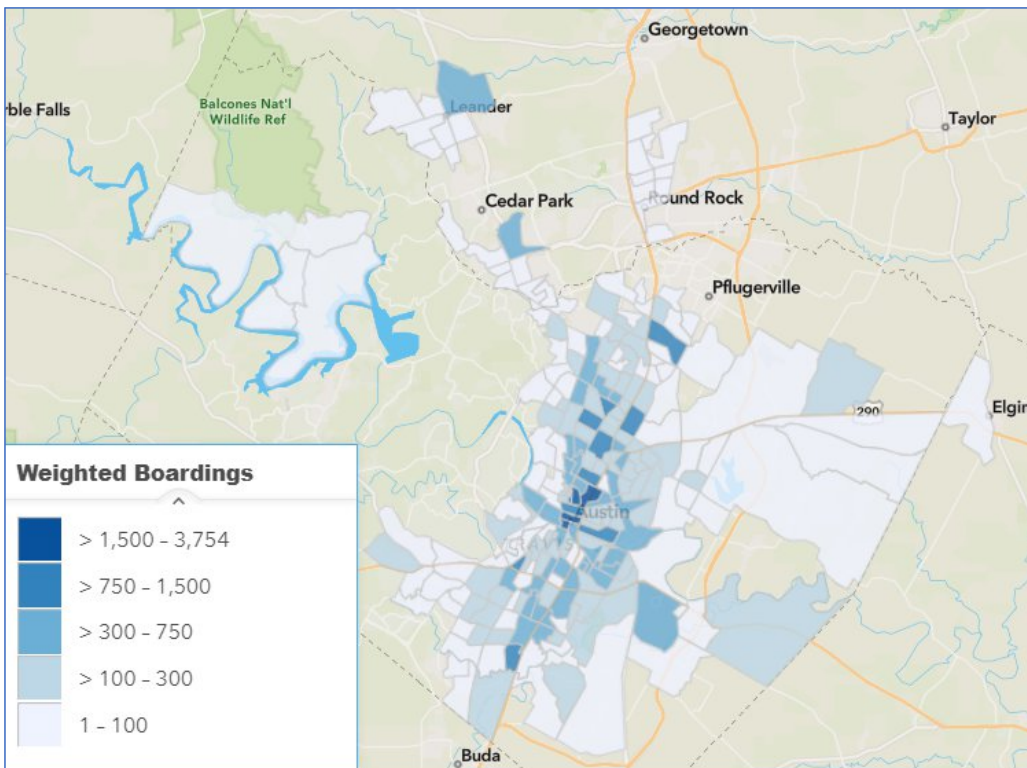 Georgetown
Balcones Nat'l
Wildlife Ref
rble Falls
Leander
Taylor
Cedar Park
Round Rock
Pflugerville
290
Elgin
Austin
Weighted Boardings
> 1,500 – 3,754
> 750 – 1,500
> 300 – 750
> 100 – 300
1 – 100
Buda